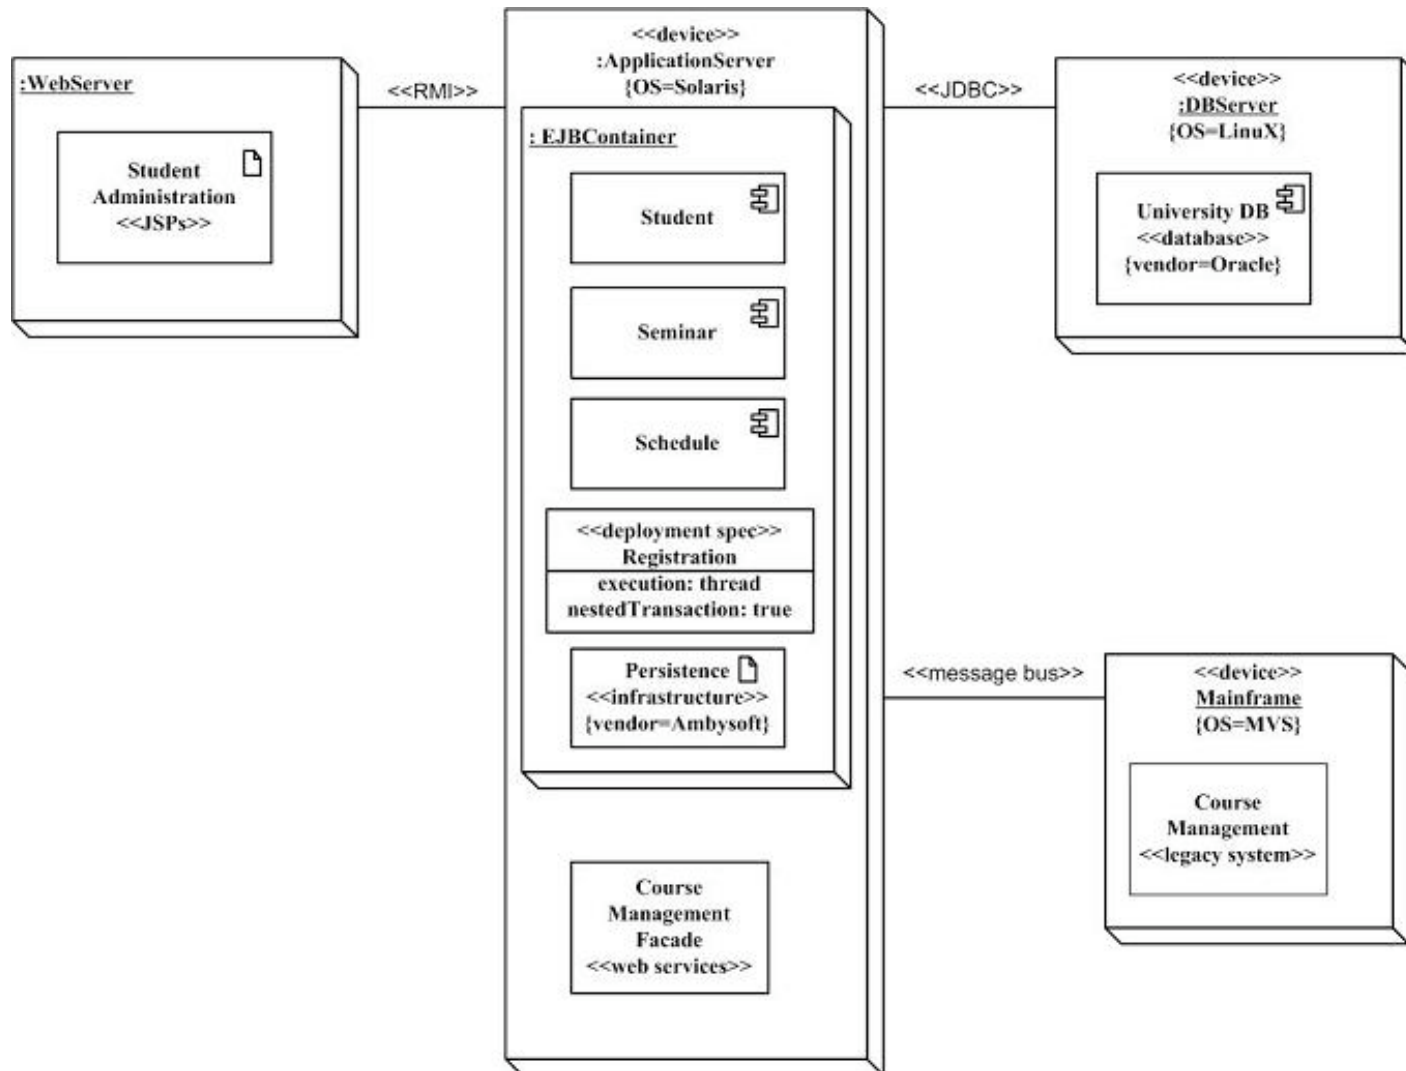 :WebServer
Student
Administration
<<JSPs>>
<<RMI>>
<<device>>
:ApplicationServer
{OS=Solaris}
: EJBContainer
Student
Seminar
Schedule
<<deployment spec>>
Registration
execution: thread
nestedTransaction: true
Persistence
<<infrastructure>>
{vendor=Ambysoft}
Course
Management
Facade
<<web services>>
<<JDBC>>
<<device>>
:DBServer
{OS=LinuX}
University DB
<<database>>
{vendor=Oracle}
<<message bus>>
<<device>>
Mainframe
{OS=MVS}
Course
Management
<<legacy system>>